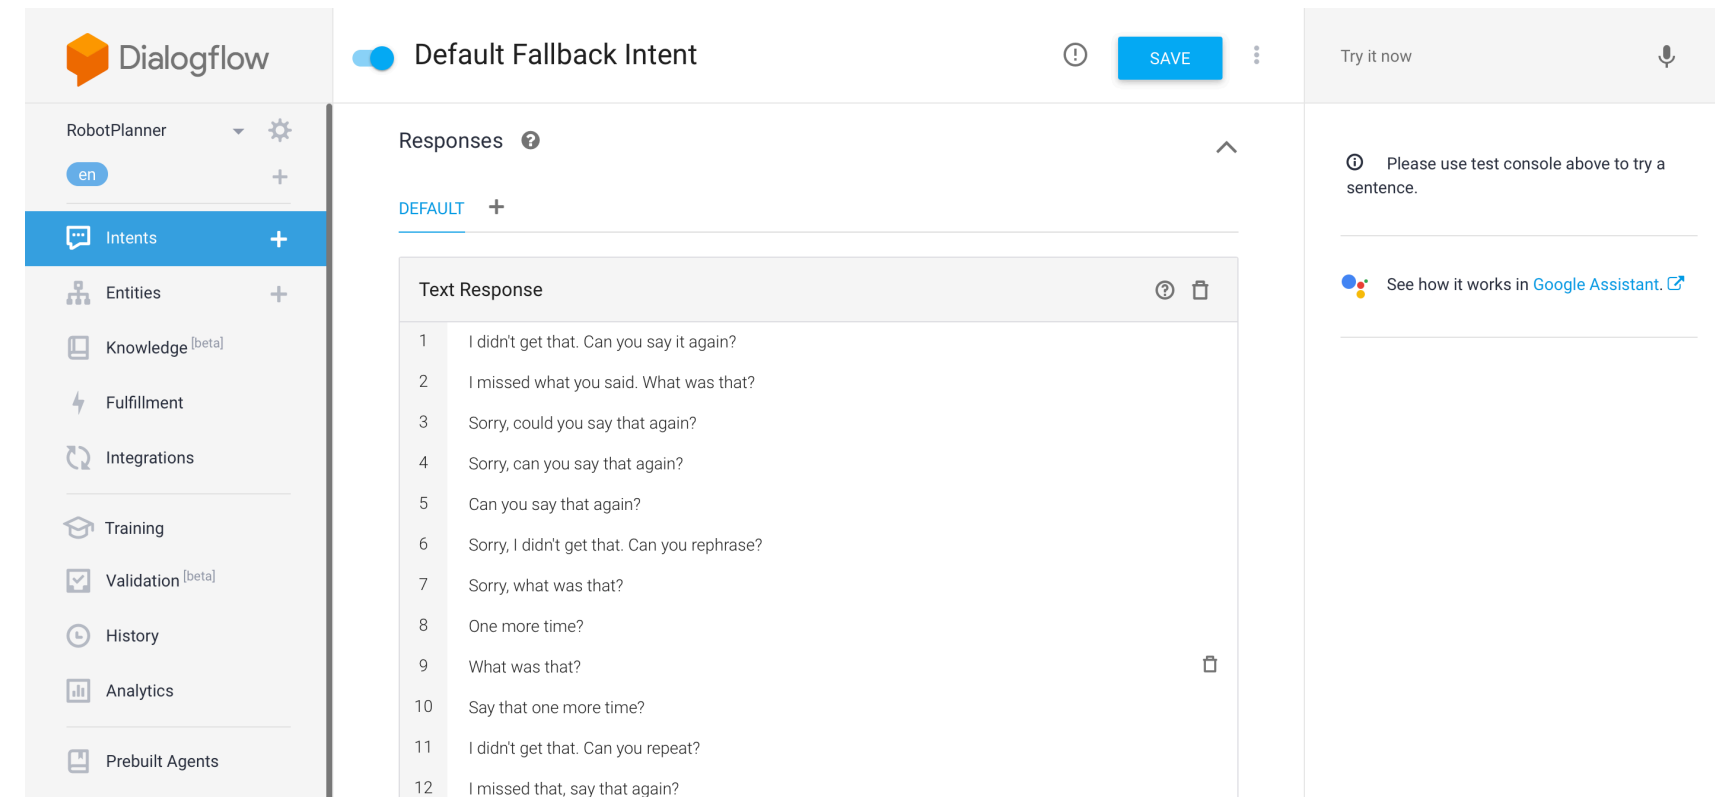 Dialogflow
RobotPlanner
en
Intents
Entities
Knowledge [beta]
Fulfillment
Integrations
Training
Validation [beta]
History
Analytics
Prebuilt Agents
Default Fallback Intent
SAVE
Responses
DEFAULT
Text Response
1 I didn't get that. Can you say it again?
2 I missed what you said. What was that?
3 Sorry, could you say that again?
4 Sorry, can you say that again?
5 Can you say that again?
6 Sorry, I didn't get that. Can you rephrase?
7 Sorry, what was that?
8 One more time?
9 What was that?
10 Say that one more time?
11 I didn't get that. Can you repeat?
12 I missed that, say that again?
Try it now
Please use test console above to try a
sentence.
See how it works in Google Assistant.